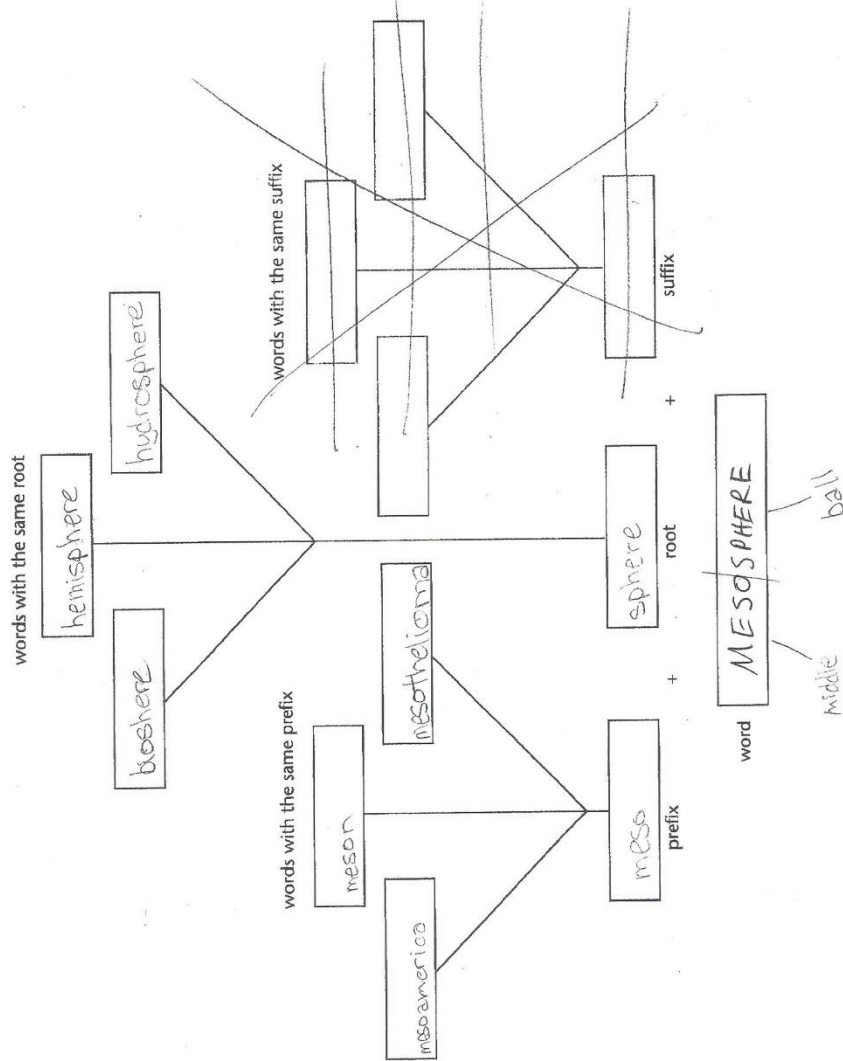 words with the same root
hemisphere
bioshere
hydrosphere
words with the same prefix
meson
mesoamerica
mesothelioma
words with the same suffix
meso
prefix
+
sphere
root
+
suffix
word
MESOSPHERE
middle
ball